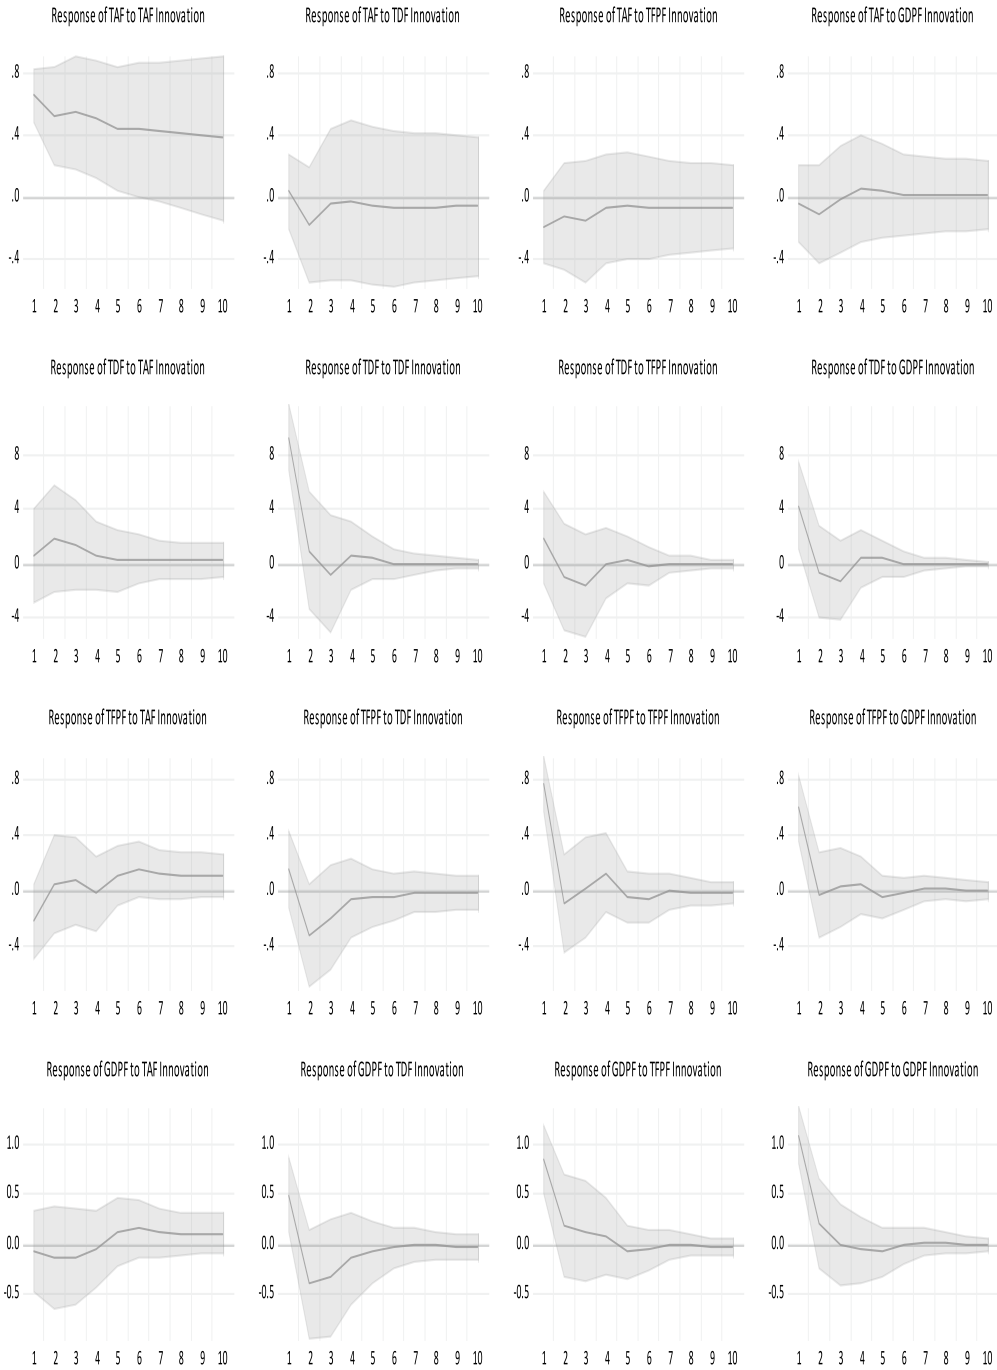 Response of TAF to TAF Innovation
Response of TAF to TDF Innovation
Response of TAF to TFPF Innovation
Response of TAF to GDPF Innovation
.8
.4
.0
-.4
1 2 3 4 5 6 7 8 9 10
.8
.4
.0
-.4
1 2 3 4 5 6 7 8 9 10
.8
.4
.0
-.4
1 2 3 4 5 6 7 8 9 10
.8
.4
.0
-.4
1 2 3 4 5 6 7 8 9 10
Response of TDF to TAF Innovation
Response of TDF to TDF Innovation
Response of TDF to TFPF Innovation
Response of TDF to GDPF Innovation
8
4
0
-4
1 2 3 4 5 6 7 8 9 10
8
4
0
-4
1 2 3 4 5 6 7 8 9 10
8
4
0
-4
1 2 3 4 5 6 7 8 9 10
8
4
0
-4
1 2 3 4 5 6 7 8 9 10
Response of TFPF to TAF Innovation
Response of TFPF to TDF Innovation
Response of TFPF to TFPF Innovation
Response of TFPF to GDPF Innovation
.8
.4
.0
-.4
1 2 3 4 5 6 7 8 9 10
.8
.4
.0
-.4
1 2 3 4 5 6 7 8 9 10
.8
.4
.0
-.4
1 2 3 4 5 6 7 8 9 10
.8
.4
.0
-.4
1 2 3 4 5 6 7 8 9 10
Response of GDPF to TAF Innovation
Response of GDPF to TDF Innovation
Response of GDPF to TFPF Innovation
Response of GDPF to GDPF Innovation
1.0
0.5
0.0
-0.5
1 2 3 4 5 6 7 8 9 10
1.0
0.5
0.0
-0.5
1 2 3 4 5 6 7 8 9 10
1.0
0.5
0.0
-0.5
1 2 3 4 5 6 7 8 9 10
1.0
0.5
0.0
-0.5
1 2 3 4 5 6 7 8 9 10